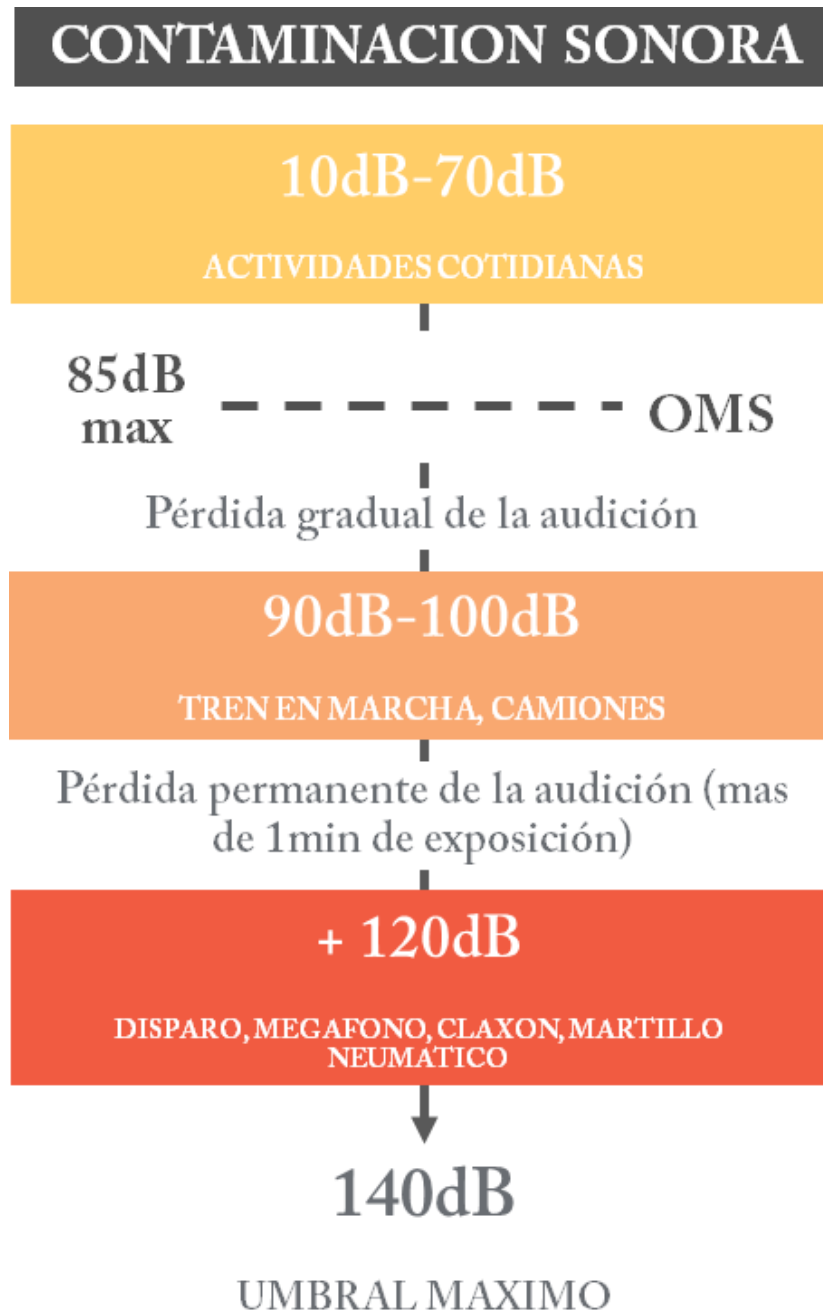 CONTAMINACION SONORA
10dB-70dB
ACTIVIDADES COTIDIANAS
85dB
max
OMS
Pérdida gradual de la audición
90dB-100dB
TREN EN MARCHA, CAMIONES
Pérdida permanente de la audición (mas
de 1min de exposición)
+ 120dB
DISPARO, MEGAFONO, CLAXON, MARTILLO
NEUMATICO
140dB
UMBRAL MAXIMO